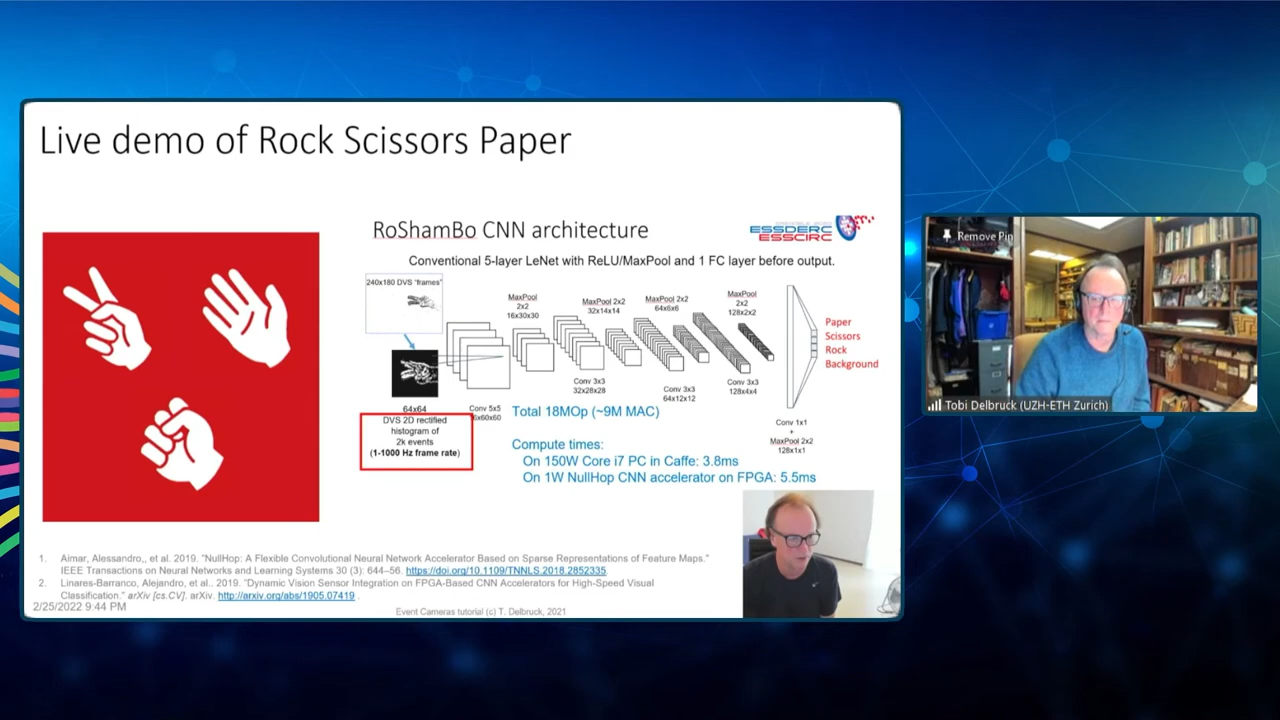 Live demo of Rock Scissors Paper
RoShamBo CNN architecture
ESSDERC
ESSCIRC
Conventional 5-layer LeNet with ReLU/MaxPool and 1 FC layer before output.
240x180 DVS "frames"
MaxPool
2x2
16x30x30
MaxPool 2x2
32x14x14
MaxPool 2x2
64x6x6
MaxPool
2x2
128x2x2
Paper
Scissors
Rock
Background
64x64
Conv 5x5
Conv 3x3
32x28x28
Conv 3x3
64x12x12
Conv 3x3
128x4x4
Conv 1x1
+
MaxPool 2x2
128x1x1
DVS 2D rectified
histogram of
2k events
(1-1000 Hz frame rate)
Total 18MOp (~9M MAC)
Compute times:
On 150W Core i7 PC in Caffe: 3.8ms
On 1W NullHop CNN accelerator on FPGA: 5.5ms
1. Aimar, Alessandro,, et al. 2019. "NullHop: A Flexible Convolutional Neural Network Accelerator Based on Sparse Representations of Feature Maps."
IEEE Transactions on Neural Networks and Learning Systems 30 (3): 644–56. https://doi.org/10.1109/TNNLS.2018.2852335.
2. Linares-Barranco, Alejandro, et al.. 2019. "Dynamic Vision Sensor Integration on FPGA-Based CNN Accelerators for High-Speed Visual
Classification." arXiv [cs.CV]. arXiv. http://arxiv.org/abs/1905.07419 .
2/25/2022 9:44 PM
Event Cameras tutorial (c) T. Delbruck, 2021
Remove Pin
Tobi Delbruck (UZH-ETH Zurich)